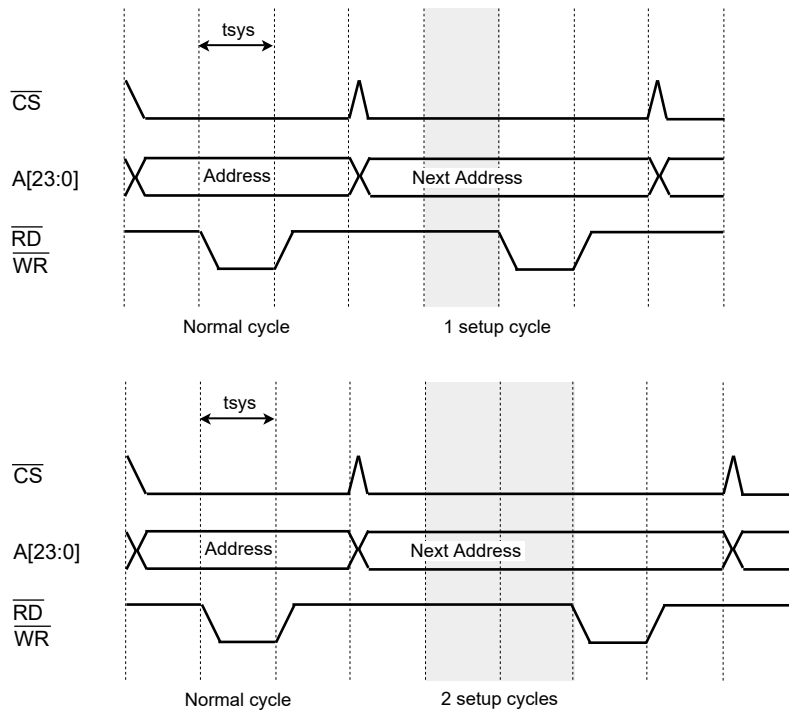 tsys
CS
A[23:0]
Address
Next Address
RD
WR
Normal cycle
1 setup cycle
tsys
CS
A[23:0]
Address
Next Address
RD
WR
Normal cycle
2 setup cycles